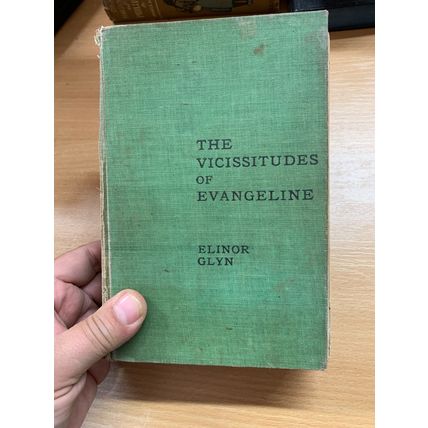 THE
VICISSITUDES
OF
EVANGELINE
ELINOR
GLYN